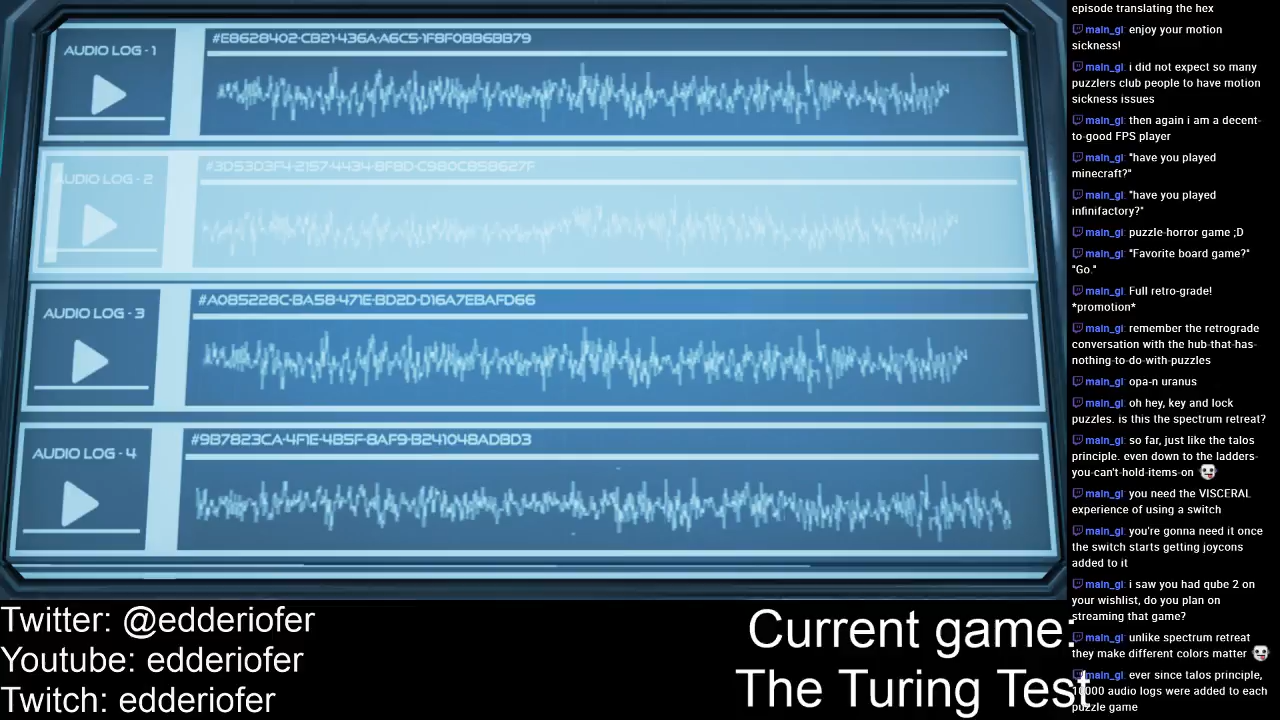 AUDIO LOG - 1
#E8628402-CB21-436A-A6C5-1F8F0BB6BB79
AUDIO LOG - 2
#3D5303F4-2157-4434-8FBD-C980C858627F
AUDIO LOG - 3
#A085228C-BA58-471E-BD2D-D16A7EBAFD66
AUDIO LOG - 4
#9B7823CA-4F1E-4B5F-8AF9-B241048ADBD3
Twitter: @edderiofer
Youtube: edderiofer
Twitch: edderiofer
Current game:
The Turing Test
episode translating the hex
main_gl: enjoy your motion
sickness!
main_gl: i did not expect so many
puzzlers club people to have motion
sickness issues
main_gl: then again i am a decent-
to-good FPS player
main_gl: "have you played
minecraft?"
main_gl: "have you played
infinifactory?"
main_gl: puzzle-horror game ;D
main_gl: "Favorite board game?"
"Go."
main_gl: Full retro-grade!
*promotion*
main_gl: remember the retrograde
conversation with the hub-that-has-
nothing-to-do-with-puzzles
main_gl: opa-n uranus
main_gl: oh hey, key and lock
puzzles. is this the spectrum retreat?
main_gl: so far, just like the talos
principle. even down to the ladders-
you-can't-hold-items-on
main_gl: you need the VISCERAL
experience of using a switch
main_gl: you're gonna need it once
the switch starts getting joycons
added to it
main_gl: i saw you had qube 2 on
your wishlist, do you plan on
streaming that game?
main_gl: unlike spectrum retreat
they make different colors matter
main_gl: ever since talos principle,
10000 audio logs were added to each
puzzle game